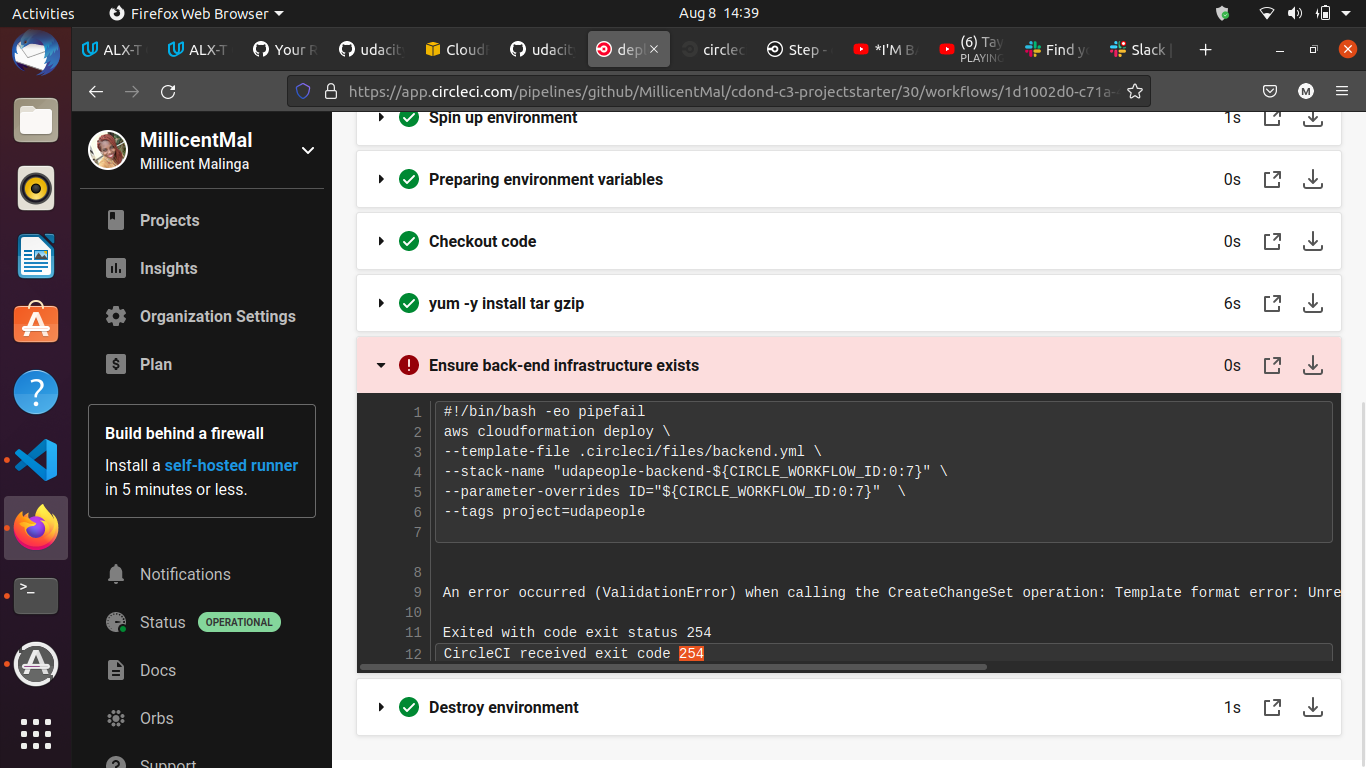 Activities
Firefox Web Browser
Aug 8 14:39
ALX-T
ALX-T
Your R
udacit
Cloud
udacit
depl
circleci
Step -
*I'M BA
(6) Tay
PLAYING
Find yo
Slack |
https://app.circleci.com/pipelines/github/MillicentMal/cdond-c3-projectstarter/30/workflows/1d1002d0-c71a-
M
MillicentMal
Millicent Malinga
Projects
Insights
Organization Settings
Plan
Build behind a firewall
Install a self-hosted runner
in 5 minutes or less.
Notifications
Status OPERATIONAL
Docs
Orbs
Support
Spin up environment 1s
Preparing environment variables 0s
Checkout code 0s
yum -y install tar gzip 6s
Ensure back-end infrastructure exists 0s
1 #!/bin/bash -eo pipefail
2 aws cloudformation deploy \
3 --template-file .circleci/files/backend.yml \
4 --stack-name "udapeople-backend-${CIRCLE_WORKFLOW_ID:0:7}" \
5 --parameter-overrides ID="${CIRCLE_WORKFLOW_ID:0:7}" \
6 --tags project=udapeople
7
8
9 An error occurred (ValidationError) when calling the CreateChangeSet operation: Template format error: Unre
10
11 Exited with code exit status 254
12 CircleCI received exit code 254
Destroy environment 1s